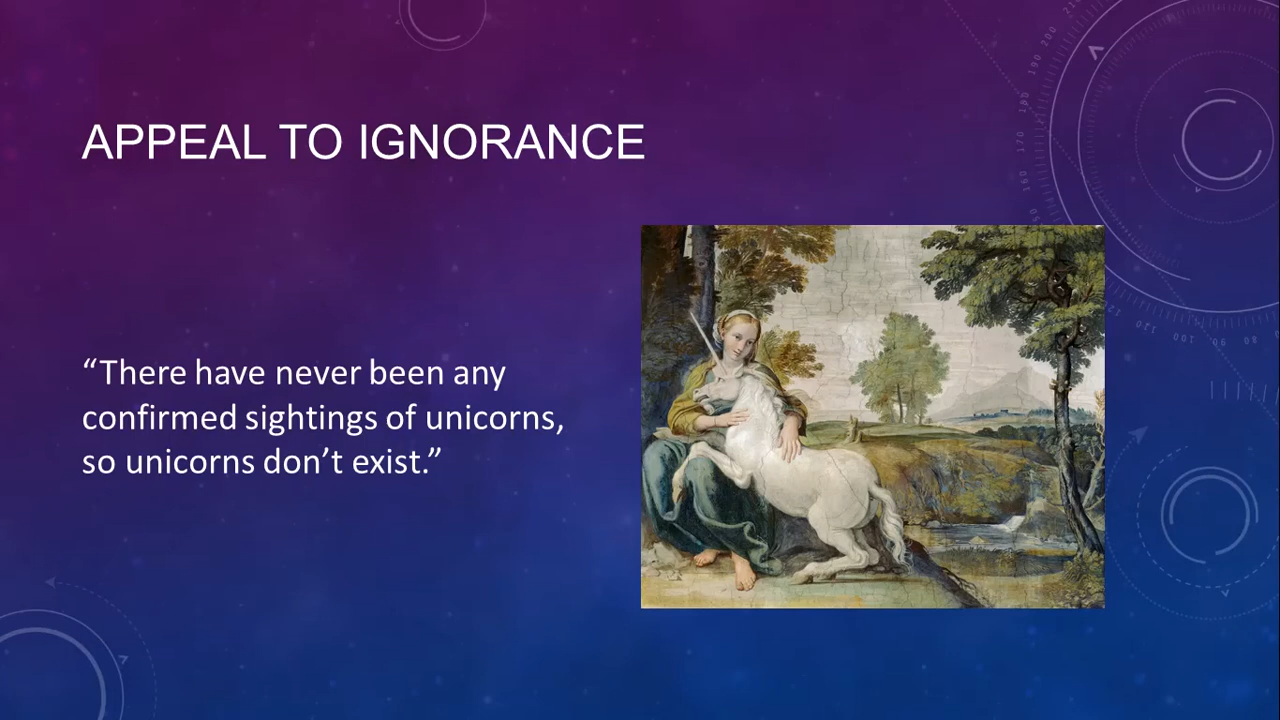 APPEAL TO IGNORANCE
“There have never been any
confirmed sightings of unicorns,
so unicorns don’t exist.”